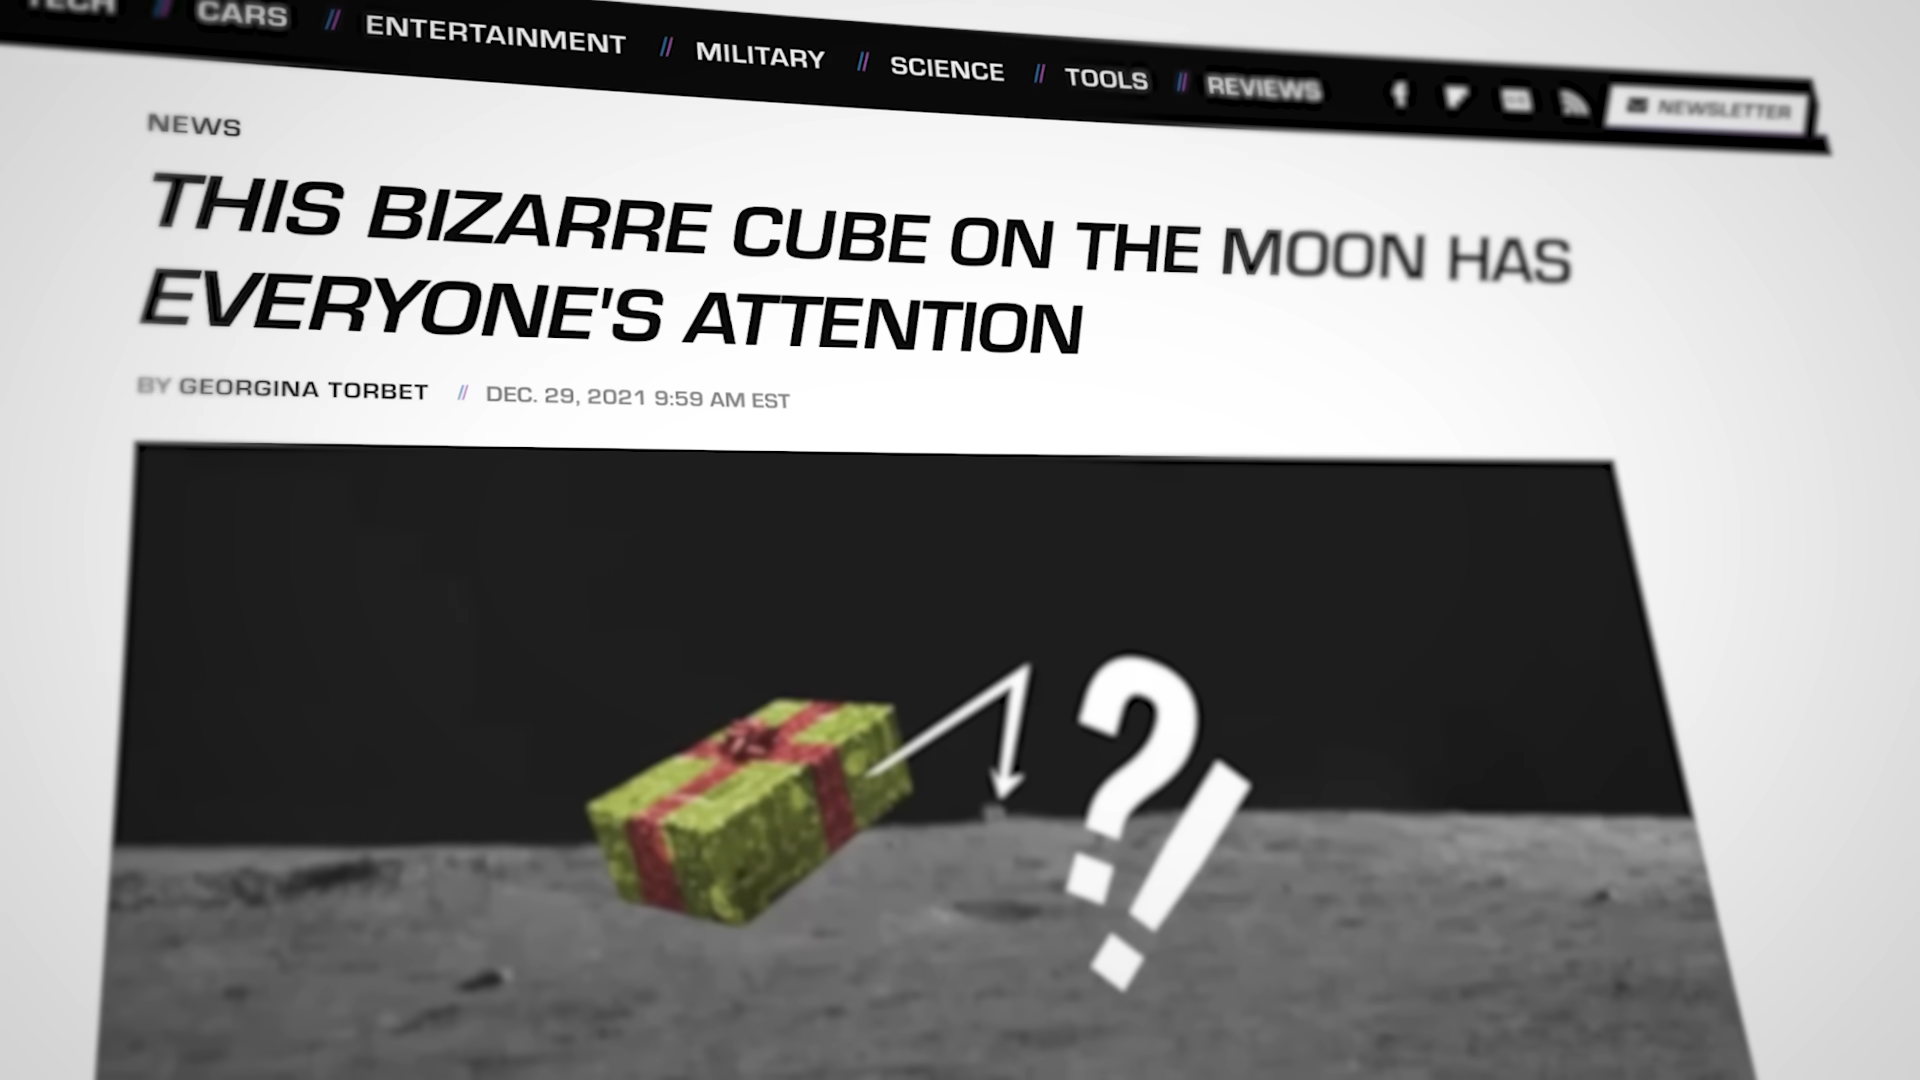 TECH // CARS // ENTERTAINMENT // MILITARY // SCIENCE // TOOLS // REVIEWS NEWSLETTER
NEWS
THIS BIZARRE CUBE ON THE MOON HAS
EVERYONE'S ATTENTION
BY GEORGINA TORBET // DEC. 29, 2021 9:59 AM EST
?!